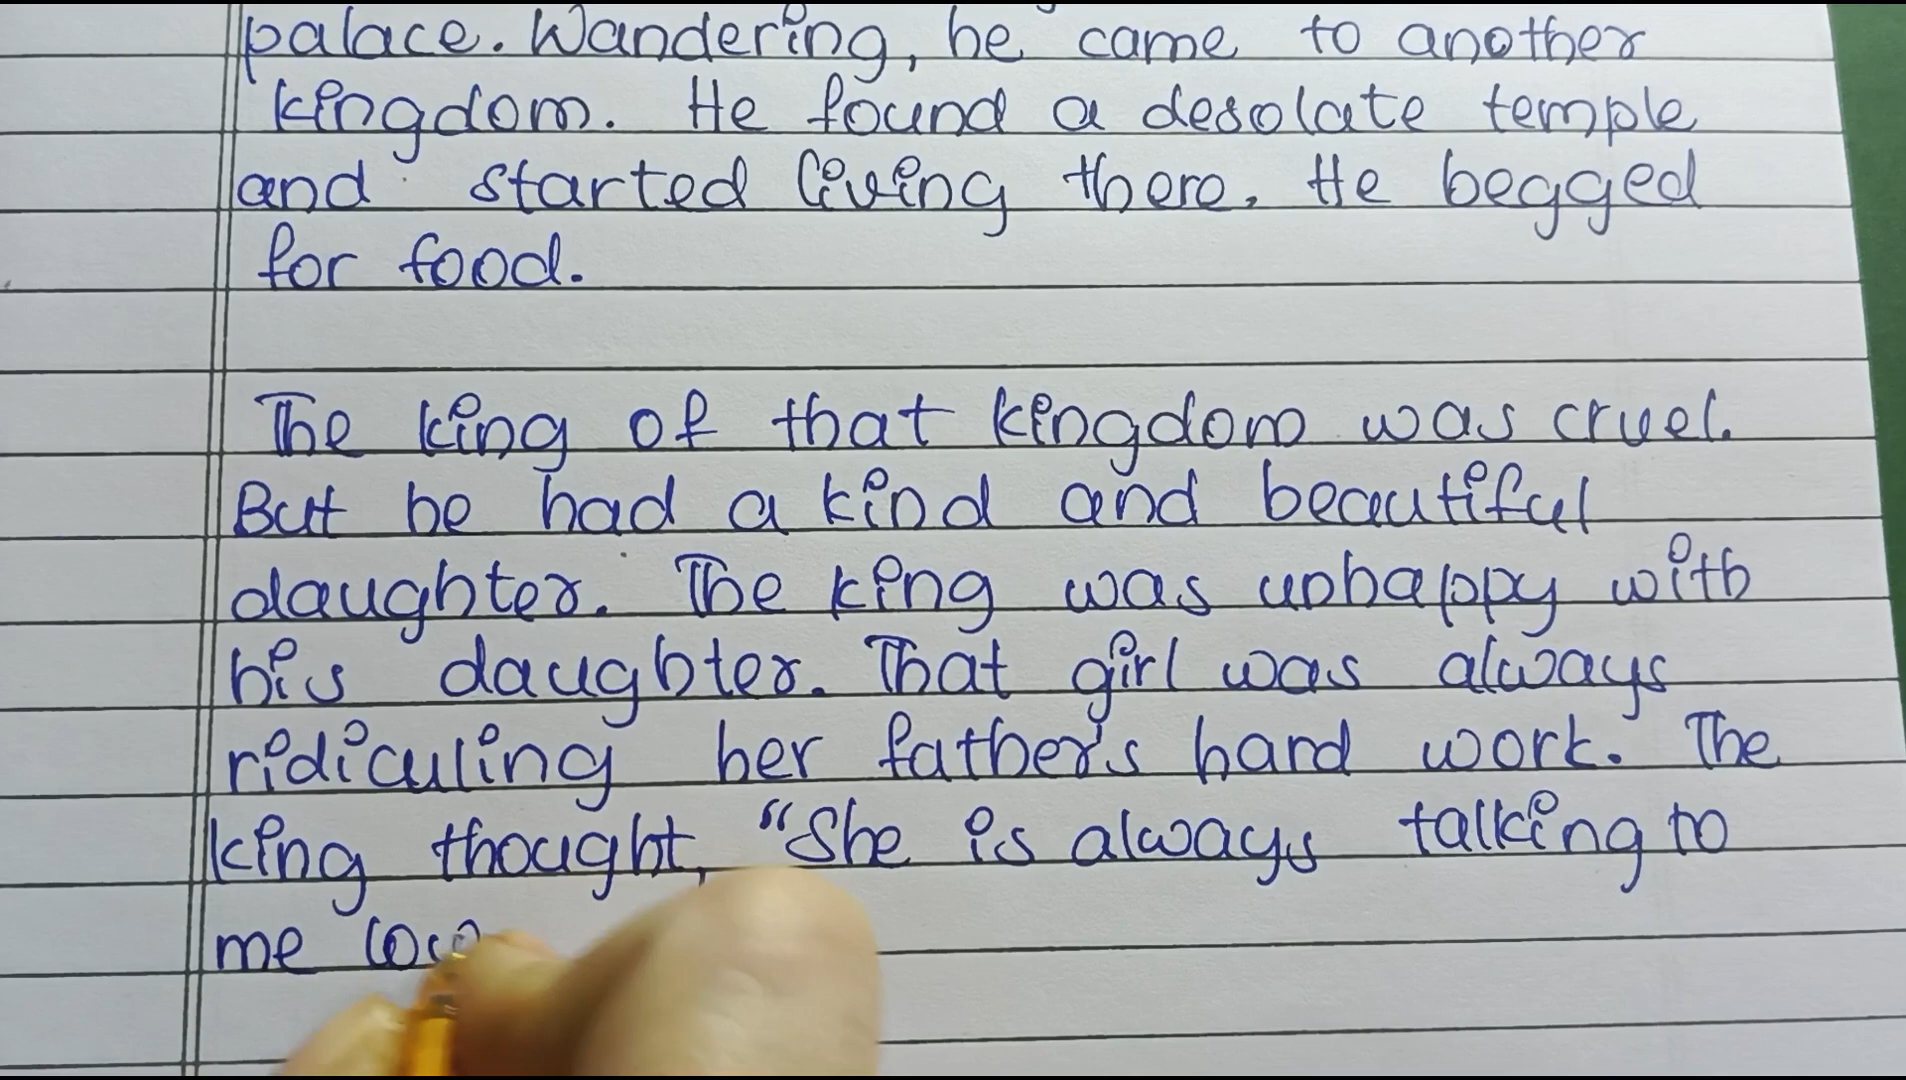 palace. Wandering, he came to another
kingdom. He found a desolate temple
and started living there. He begged
for food.
The king of that kingdom was cruel.
But he had a kind and beautiful
daughter. The king was unhappy with
his daughter. That girl was always
ridiculing her father's hard work. The
king thought, "She is always talking to
me